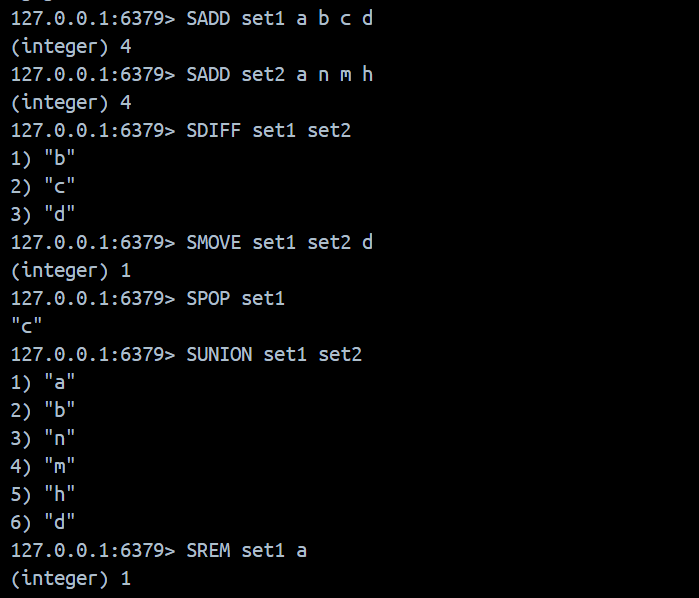 127.0.0.1:6379> SADD set1 a b c d
(integer) 4
127.0.0.1:6379> SADD set2 a n m h
(integer) 4
127.0.0.1:6379> SDIFF set1 set2
1) "b"
2) "c"
3) "d"
127.0.0.1:6379> SMOVE set1 set2 d
(integer) 1
127.0.0.1:6379> SPOP set1
"c"
127.0.0.1:6379> SUNION set1 set2
1) "a"
2) "b"
3) "n"
4) "m"
5) "h"
6) "d"
127.0.0.1:6379> SREM set1 a
(integer) 1